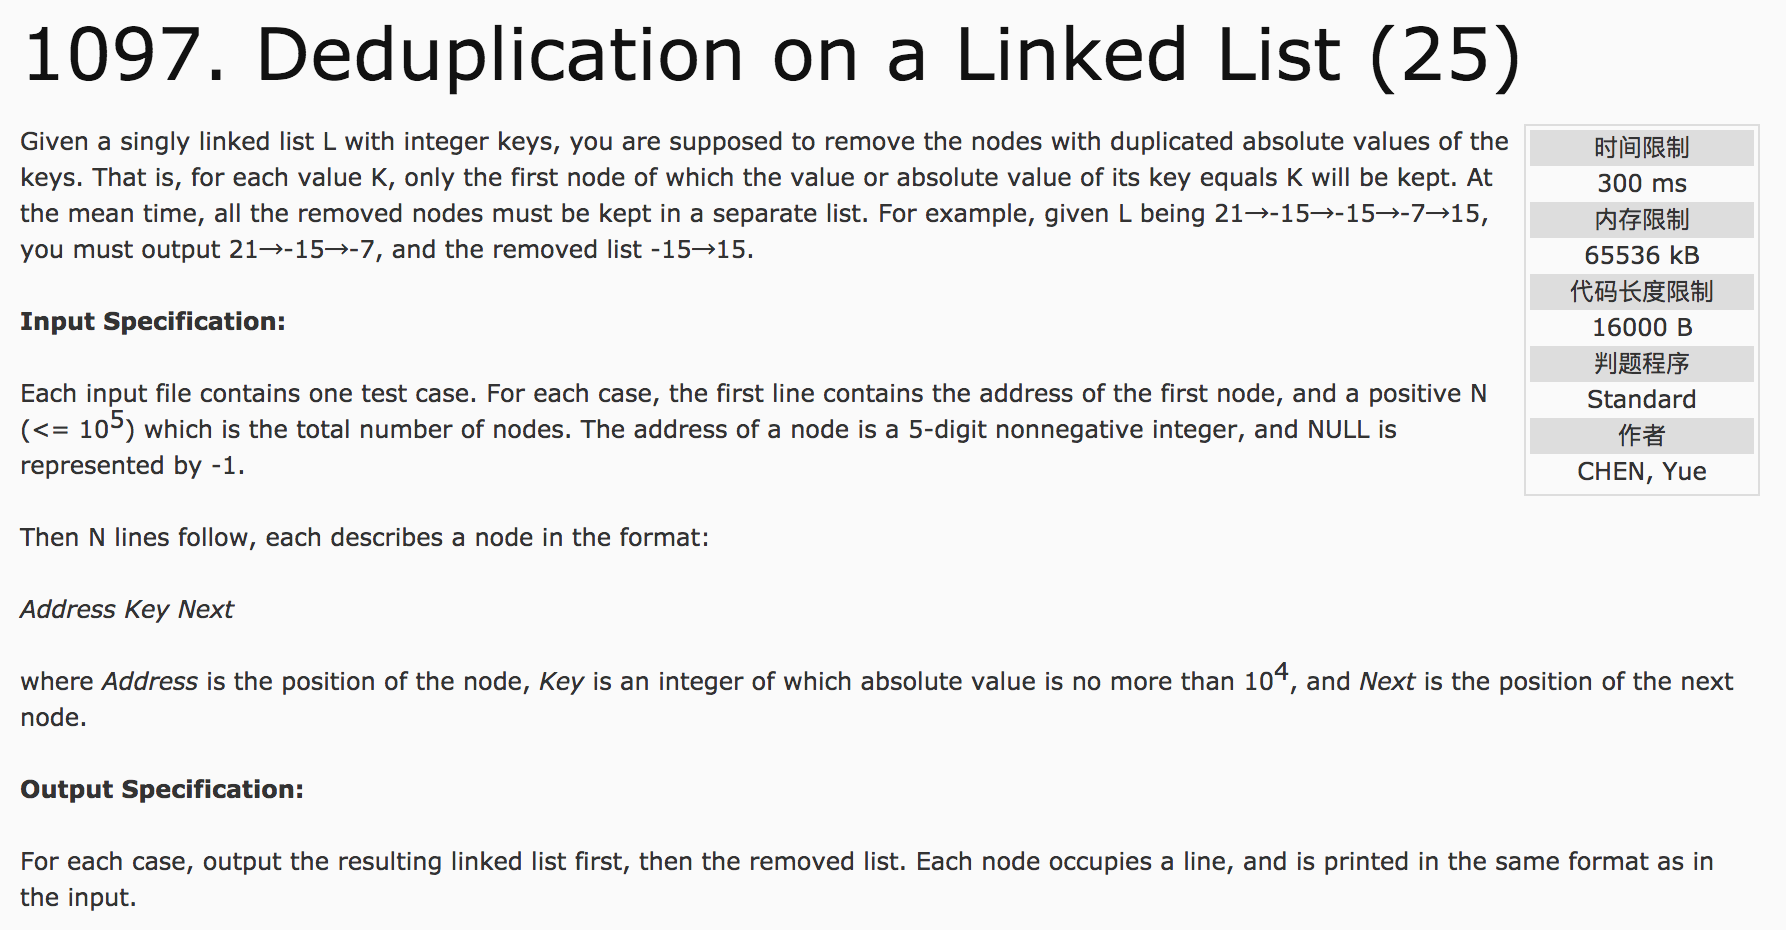 1097. Deduplication on a Linked List (25)
Given a singly linked list L with integer keys, you are supposed to remove the nodes with duplicated absolute values of the
keys. That is, for each value K, only the first node of which the value or absolute value of its key equals K will be kept. At
the mean time, all the removed nodes must be kept in a separate list. For example, given L being 21→-15→-15→-7→15,
you must output 21→-15→-7, and the removed list -15→15.
时间限制
300 ms
内存限制
65536 kB
代码长度限制
16000 B
判题程序
Standard
作者
CHEN, Yue
Input Specification:
Each input file contains one test case. For each case, the first line contains the address of the first node, and a positive N
(<= 10⁵) which is the total number of nodes. The address of a node is a 5-digit nonnegative integer, and NULL is
represented by -1.
Then N lines follow, each describes a node in the format:
Address Key Next
where Address is the position of the node, Key is an integer of which absolute value is no more than 10⁴, and Next is the position of the next
node.
Output Specification:
For each case, output the resulting linked list first, then the removed list. Each node occupies a line, and is printed in the same format as in
the input.